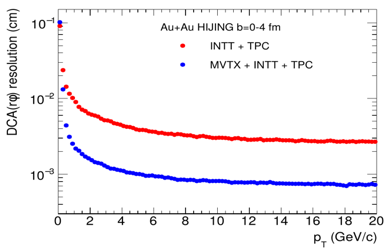 Au+Au HIJING b=0-4 fm
INTT + TPC
MVTX + INTT + TPC
DCA(rφ) resolution (cm)
10⁻¹
10⁻²
10⁻³
0 2 4 6 8 10 12 14 16 18 20
p_T (GeV/c)